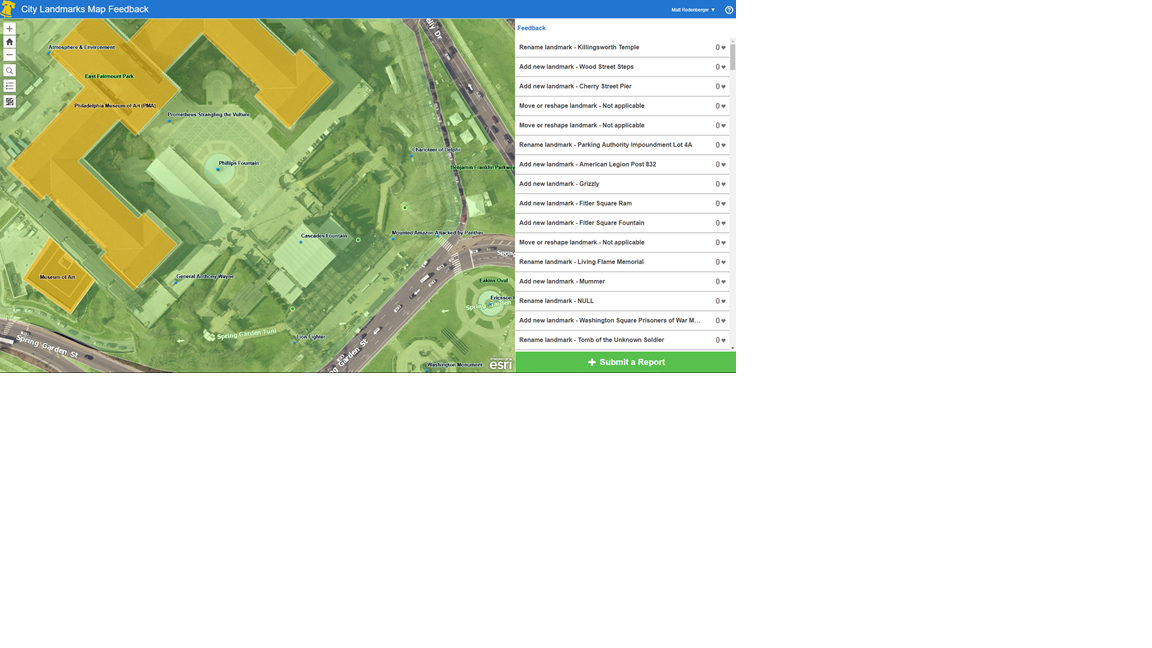 City Landmarks Map Feedback
Matt Redenberger ▼
Feedback
Rename landmark - Killingsworth Temple 0
Add new landmark - Wood Street Steps 0
Add new landmark - Cherry Street Pier 0
Move or reshape landmark - Not applicable 0
Move or reshape landmark - Not applicable 0
Rename landmark - Parking Authority Impoundment Lot 4A 0
Add new landmark - American Legion Post 832 0
Add new landmark - Grizzly 0
Add new landmark - Fitler Square Ram 0
Add new landmark - Fitler Square Fountain 0
Move or reshape landmark - Not applicable 0
Rename landmark - Living Flame Memorial 0
Add new landmark - Mummer 0
Rename landmark - NULL 0
Add new landmark - Washington Square Prisoners of War M... 0
Rename landmark - Tomb of the Unknown Soldier 0
+ Submit a Report
Atmosphere & Environment
East Fairmount Park
Philadelphia Museum of Art (PMA)
Prometheus Strangling the Vulture
Phillips Fountain
Charioteer of Delphi
Benjamin Franklin Parkway
Mounted Amazon Attacked by Panther
Cascades Fountain
General Anthony Wayne
Museum of Art
Eakins Oval
Ericsson
Spring Garden
Spring Garden Tunl
Lion Fighter
Spring Garden St
Washington Monument
esri